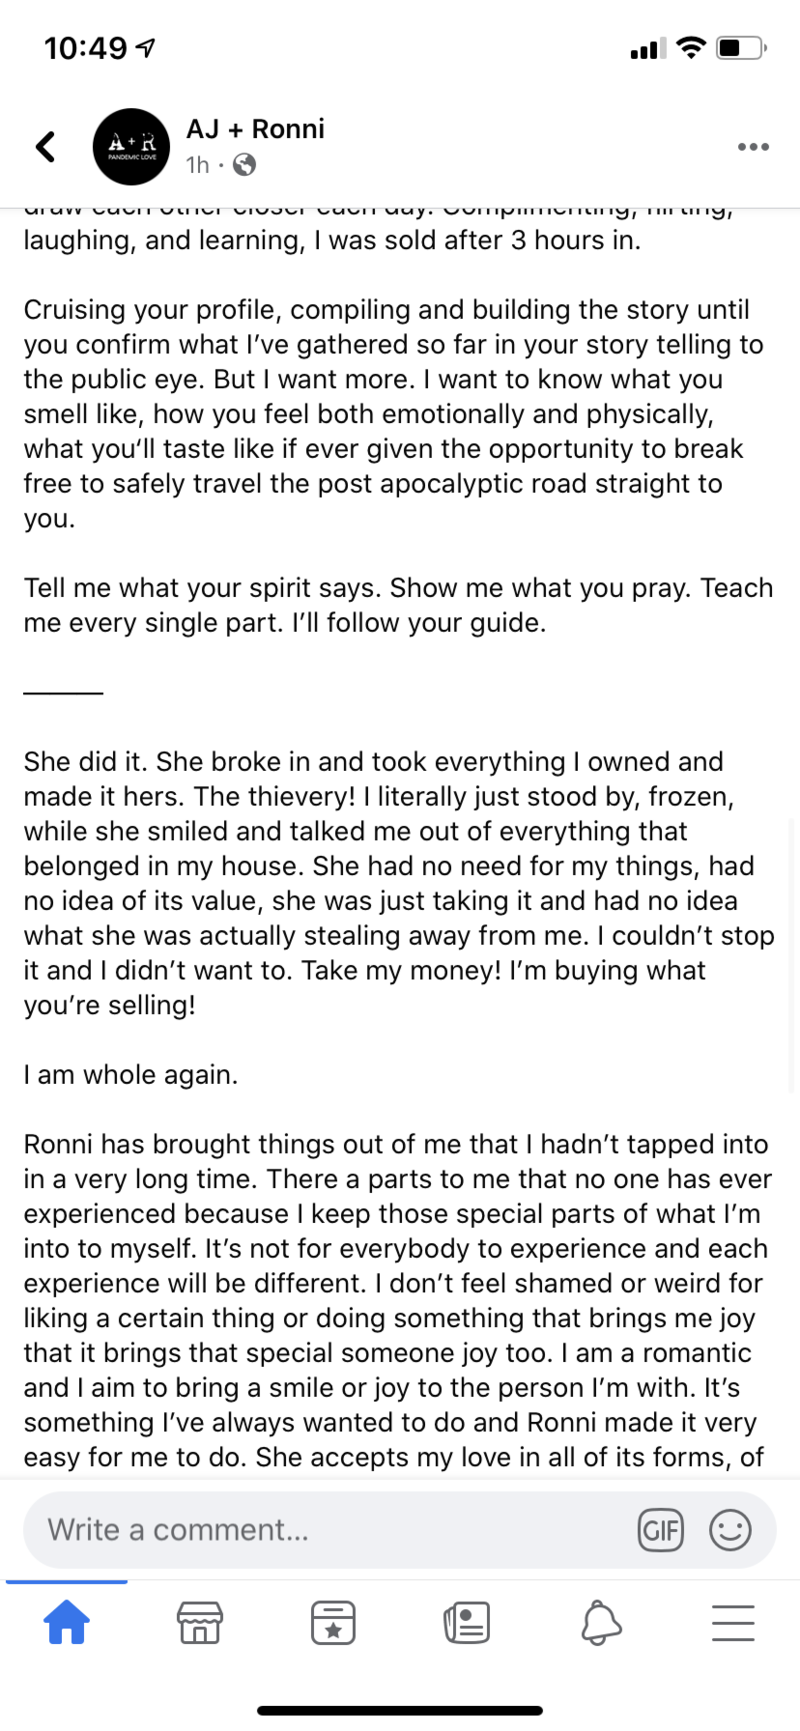 10:49
AJ + Ronni
A + R
PANDEMIC LOVE
1h ·
draw each other closer each day. Complimenting, flirting,
laughing, and learning, I was sold after 3 hours in.
Cruising your profile, compiling and building the story until
you confirm what I’ve gathered so far in your story telling to
the public eye. But I want more. I want to know what you
smell like, how you feel both emotionally and physically,
what you’ll taste like if ever given the opportunity to break
free to safely travel the post apocalyptic road straight to
you.
Tell me what your spirit says. Show me what you pray. Teach
me every single part. I’ll follow your guide.
She did it. She broke in and took everything I owned and
made it hers. The thievery! I literally just stood by, frozen,
while she smiled and talked me out of everything that
belonged in my house. She had no need for my things, had
no idea of its value, she was just taking it and had no idea
what she was actually stealing away from me. I couldn’t stop
it and I didn’t want to. Take my money! I’m buying what
you’re selling!
I am whole again.
Ronni has brought things out of me that I hadn’t tapped into
in a very long time. There a parts to me that no one has ever
experienced because I keep those special parts of what I’m
into to myself. It’s not for everybody to experience and each
experience will be different. I don’t feel shamed or weird for
liking a certain thing or doing something that brings me joy
that it brings that special someone joy too. I am a romantic
and I aim to bring a smile or joy to the person I’m with. It’s
something I’ve always wanted to do and Ronni made it very
easy for me to do. She accepts my love in all of its forms, of
Write a comment...
GIF